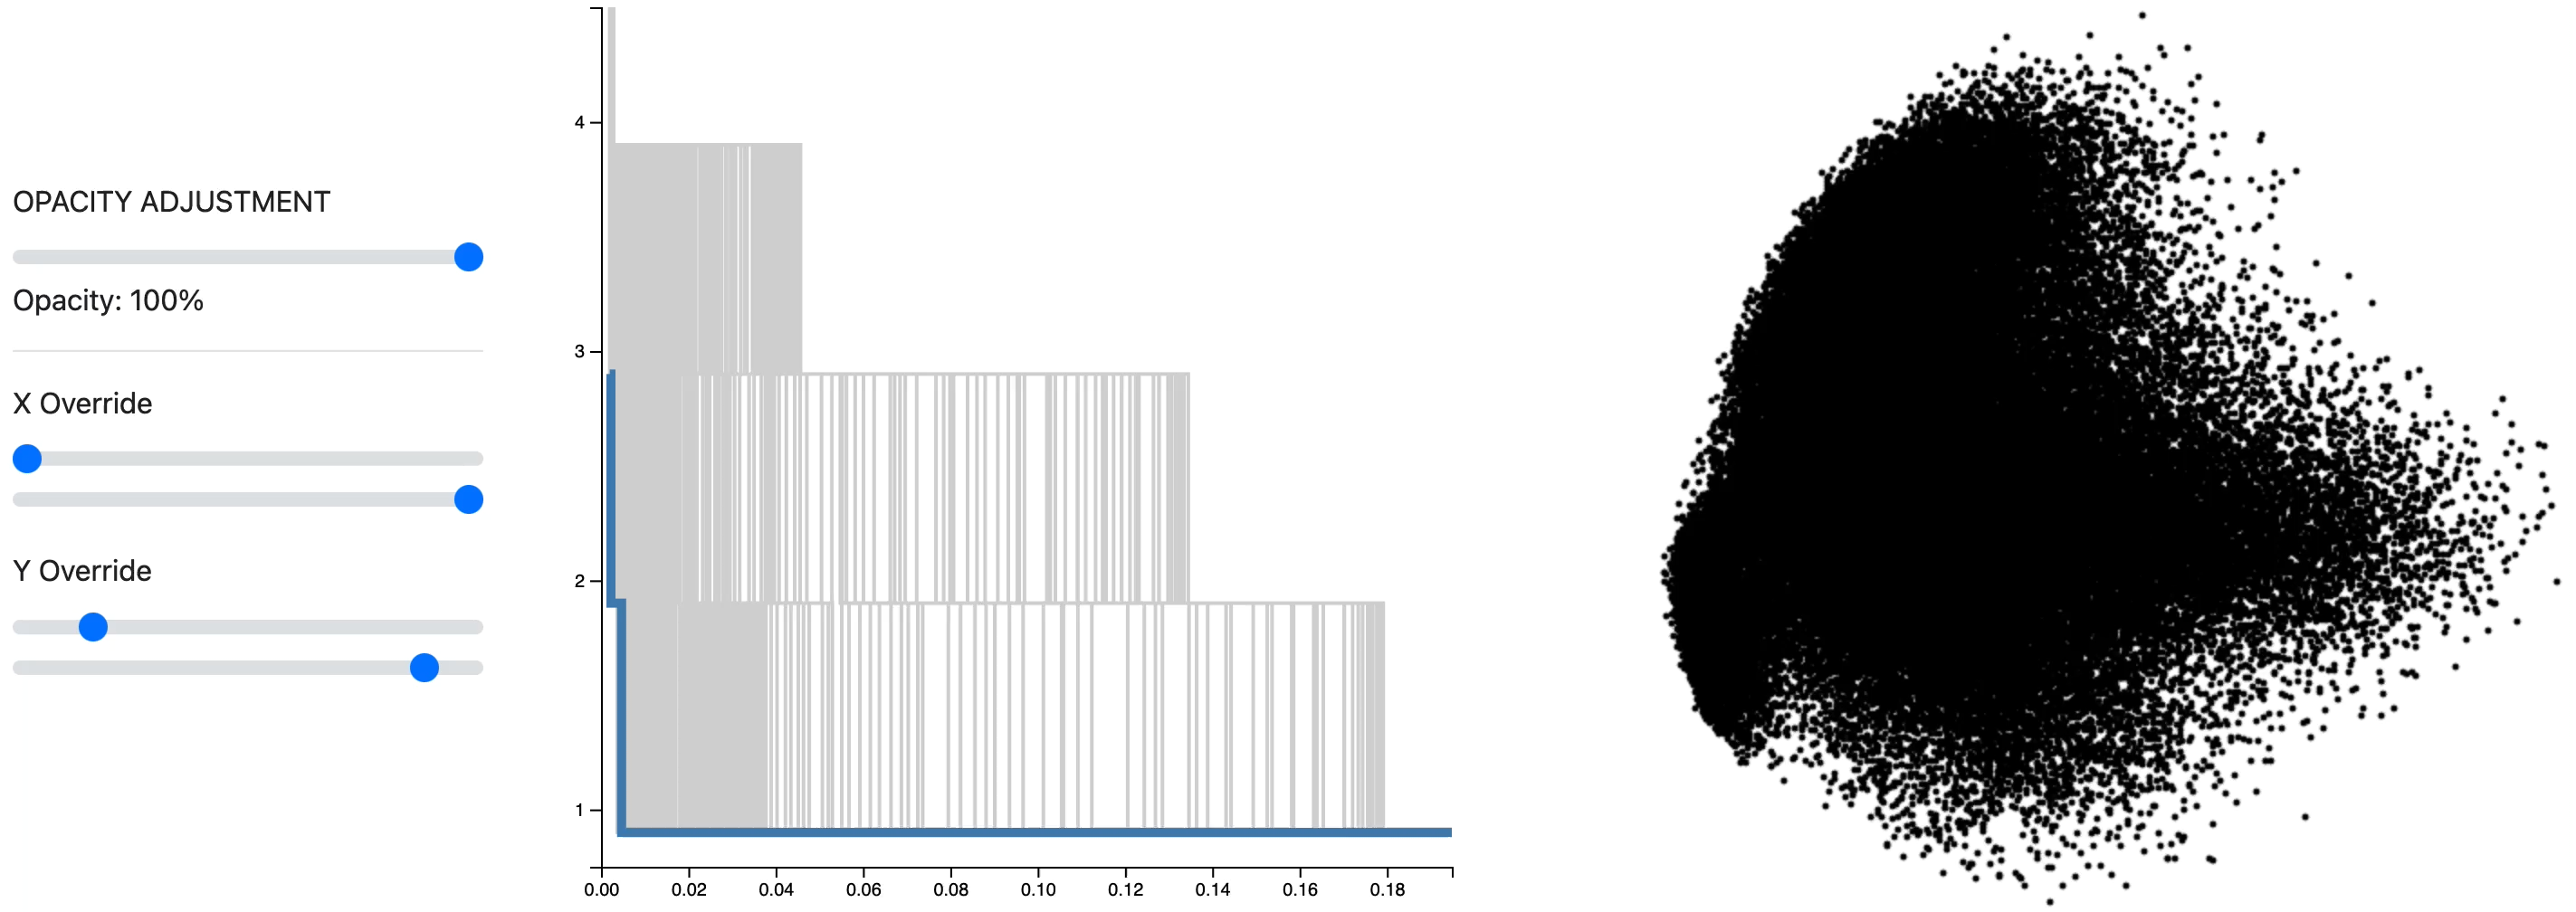 OPACITY ADJUSTMENT
Opacity: 100%
X Override
Y Override
4
3
2
1
0.00 0.02 0.04 0.06 0.08 0.10 0.12 0.14 0.16 0.18